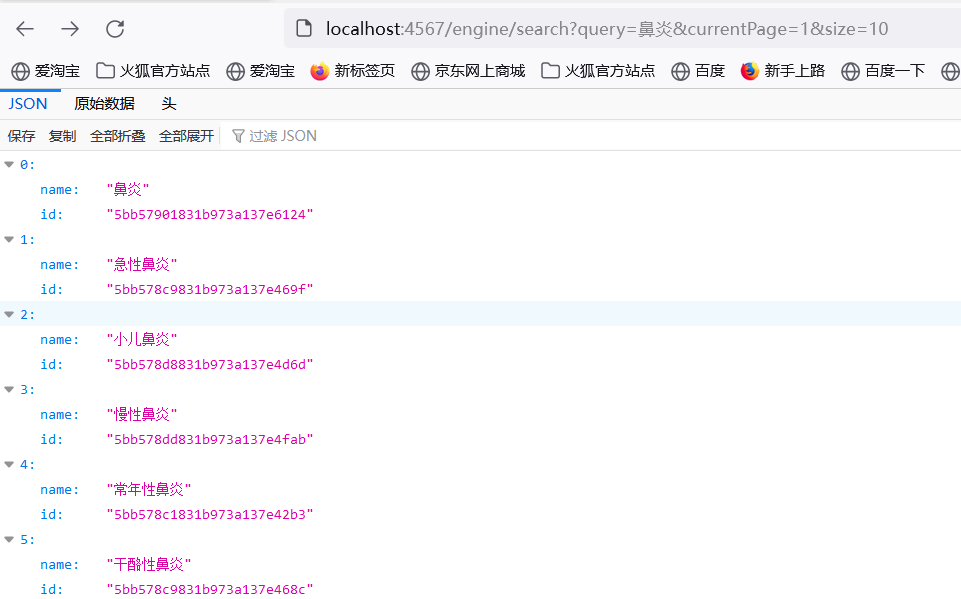 localhost:4567/engine/search?query=鼻炎&currentPage=1&size=10
爱淘宝 火狐官方站点 爱淘宝 新标签页 京东网上商城 火狐官方站点 百度 新手上路 百度一下
JSON 原始数据 头
保存 复制 全部折叠 全部展开 过滤 JSON
0:
name: "鼻炎"
id: "5bb57901831b973a137e6124"
1:
name: "急性鼻炎"
id: "5bb578c9831b973a137e469f"
2:
name: "小儿鼻炎"
id: "5bb578d8831b973a137e4d6d"
3:
name: "慢性鼻炎"
id: "5bb578dd831b973a137e4fab"
4:
name: "常年性鼻炎"
id: "5bb578c1831b973a137e42b3"
5:
name: "干酪性鼻炎"
id: "5bb578c9831b973a137e468c"